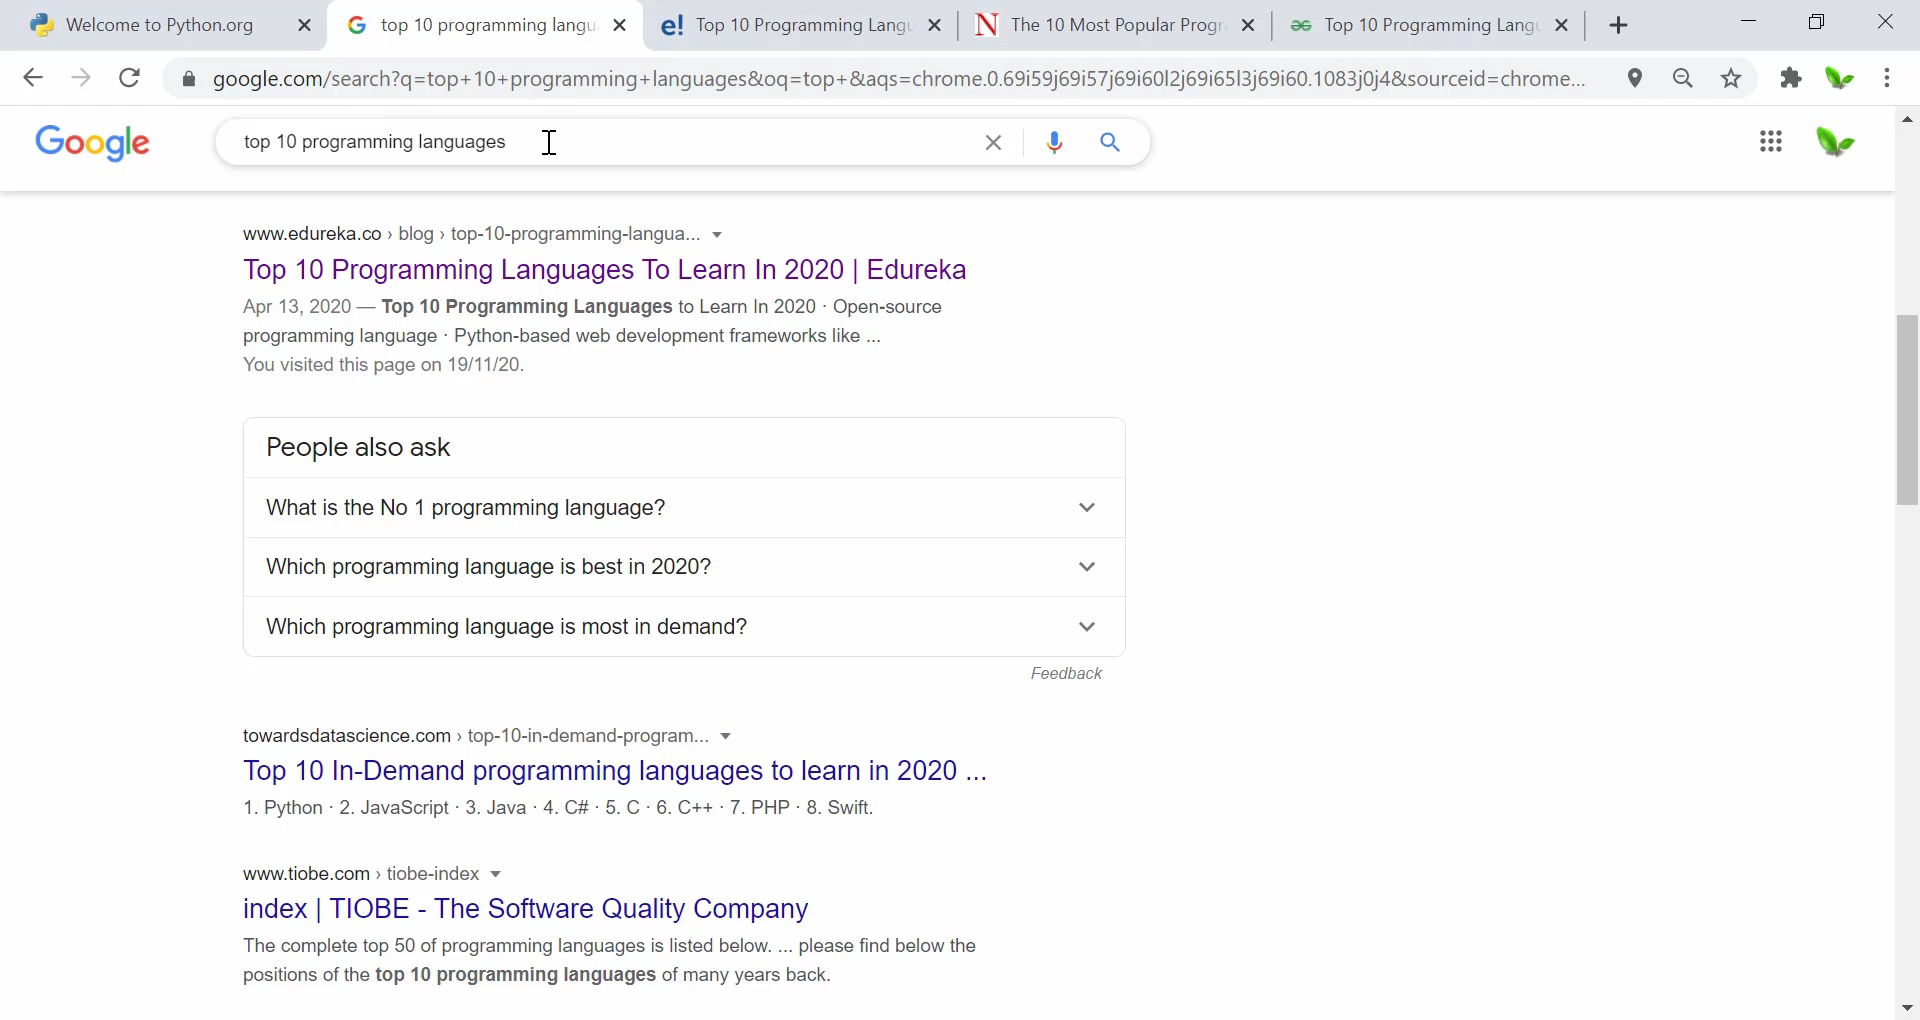 Welcome to Python.org
top 10 programming langu
Top 10 Programming Langu
The 10 Most Popular Progr
Top 10 Programming Lang
google.com/search?q=top+10+programming+languages&oq=top+&aqs=chrome.0.69i59j69i57j69i60l2j69i65l3j69i60.1083j0j4&sourceid=chrome...
Google
top 10 programming languages
www.edureka.co › blog › top-10-programming-langua...
Top 10 Programming Languages To Learn In 2020 | Edureka
Apr 13, 2020 — Top 10 Programming Languages to Learn In 2020 · Open-source
programming language · Python-based web development frameworks like ...
You visited this page on 19/11/20.
People also ask
What is the No 1 programming language?
Which programming language is best in 2020?
Which programming language is most in demand?
Feedback
towardsdatascience.com › top-10-in-demand-program...
Top 10 In-Demand programming languages to learn in 2020 ...
1. Python · 2. JavaScript · 3. Java · 4. C# · 5. C · 6. C++ · 7. PHP · 8. Swift.
www.tiobe.com › tiobe-index
index | TIOBE - The Software Quality Company
The complete top 50 of programming languages is listed below. ... please find below the
positions of the top 10 programming languages of many years back.